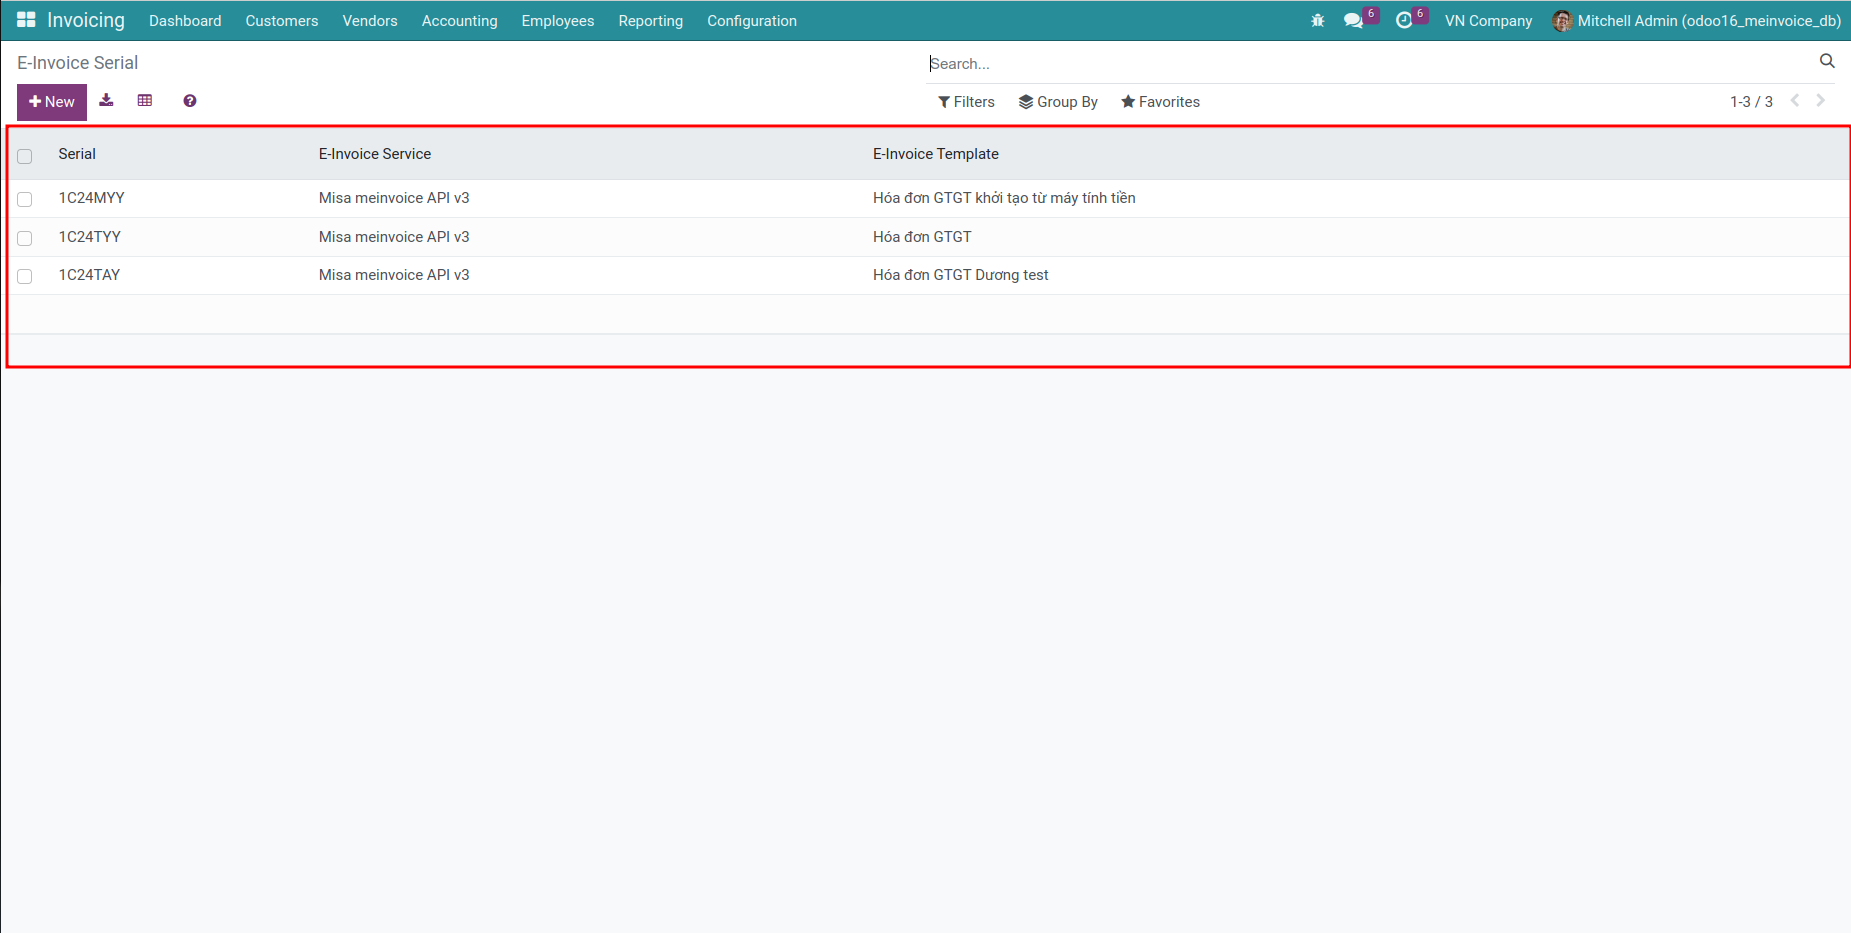 Invoicing Dashboard Customers Vendors Accounting Employees Reporting Configuration 6 6 VN Company Mitchell Admin (odoo16_meinvoice_db)
E-Invoice Serial Search...
New Filters Group By Favorites 1-3 / 3
Serial E-Invoice Service E-Invoice Template
1C24MYY Misa meinvoice API v3 Hóa đơn GTGT khởi tạo từ máy tính tiền
1C24TYY Misa meinvoice API v3 Hóa đơn GTGT
1C24TAY Misa meinvoice API v3 Hóa đơn GTGT Dương test